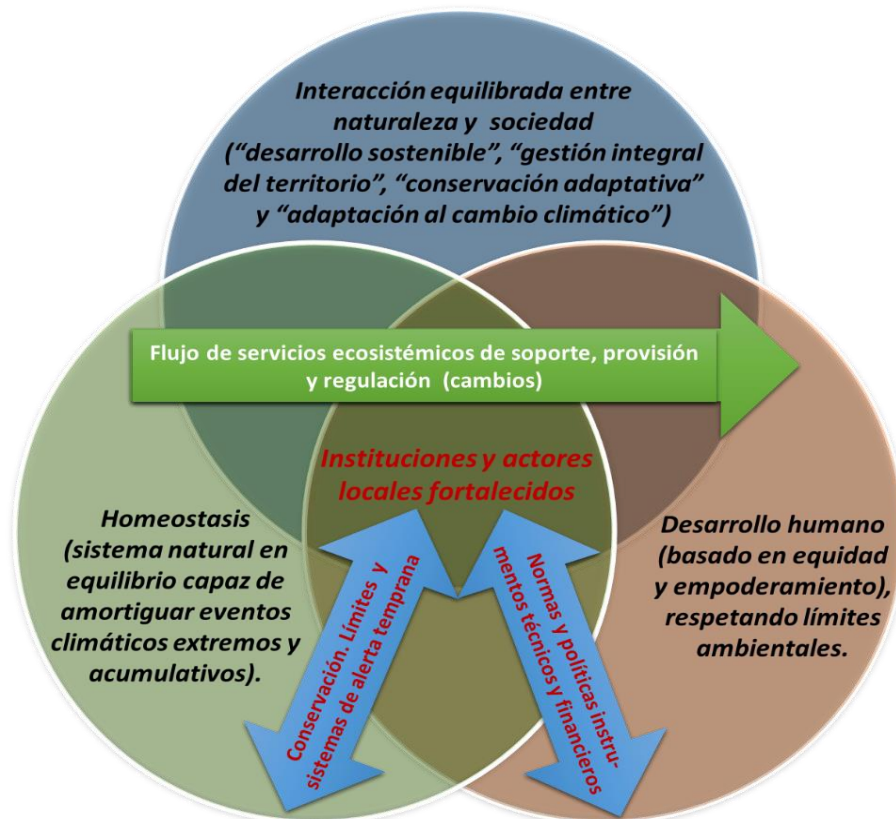 Interacción equilibrada entre
naturaleza y sociedad
(“desarrollo sostenible”, “gestión integral
del territorio”, “conservación adaptativa”
y “adaptación al cambio climático”)
Flujo de servicios ecosistémicos de soporte, provisión
y regulación (cambios)
Instituciones y actores
locales fortalecidos
Homeostasis
(sistema natural en
equilibrio capaz de
amortiguar eventos
climáticos extremos y
acumulativos).
Conservación. Límites y
sistemas de alerta temprana
Normas y políticas instru-
mentos técnicos y financieros
Desarrollo humano
(basado en equidad
y empoderamiento),
respetando límites
ambientales.